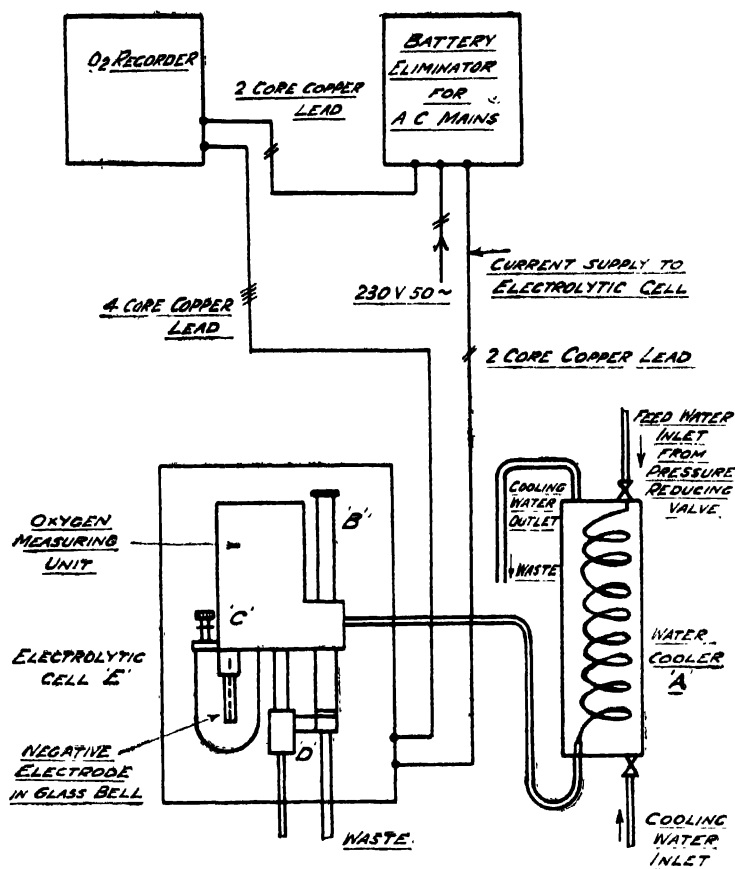 O2 RECORDER
BATTERY
ELIMINATOR
FOR
A C MAINS
2 CORE COPPER
LEAD
CURRENT SUPPLY TO
ELECTROLYTIC CELL
230 V 50 ~
4 CORE COPPER
LEAD
2 CORE COPPER LEAD
FEED WATER
INLET
FROM
PRESSURE
REDUCING
VALVE
COOLING
WATER
OUTLET
WASTE
OXYGEN
MEASURING
UNIT
'B'
'C'
ELECTROLYTIC
CELL 'E'
WATER
COOLER
'A'
NEGATIVE
ELECTRODE
IN GLASS BELL
'D'
WASTE
COOLING
WATER
INLET